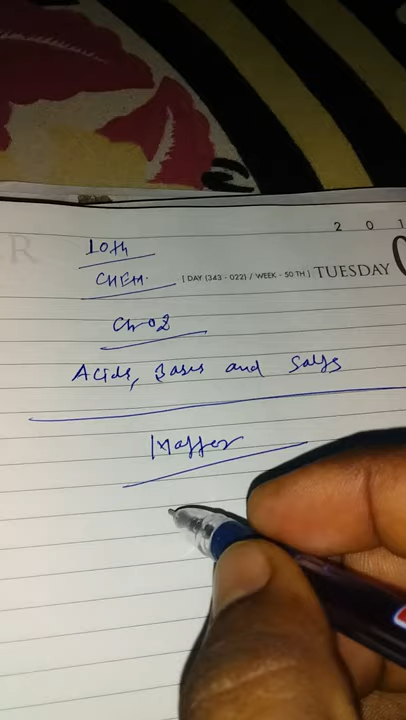 2 0 1
10th
CHEM. | DAY (343 - 022) / WEEK - 50 TH | TUESDAY 0
Ch 02
Acids, Bases and Salts
Matter